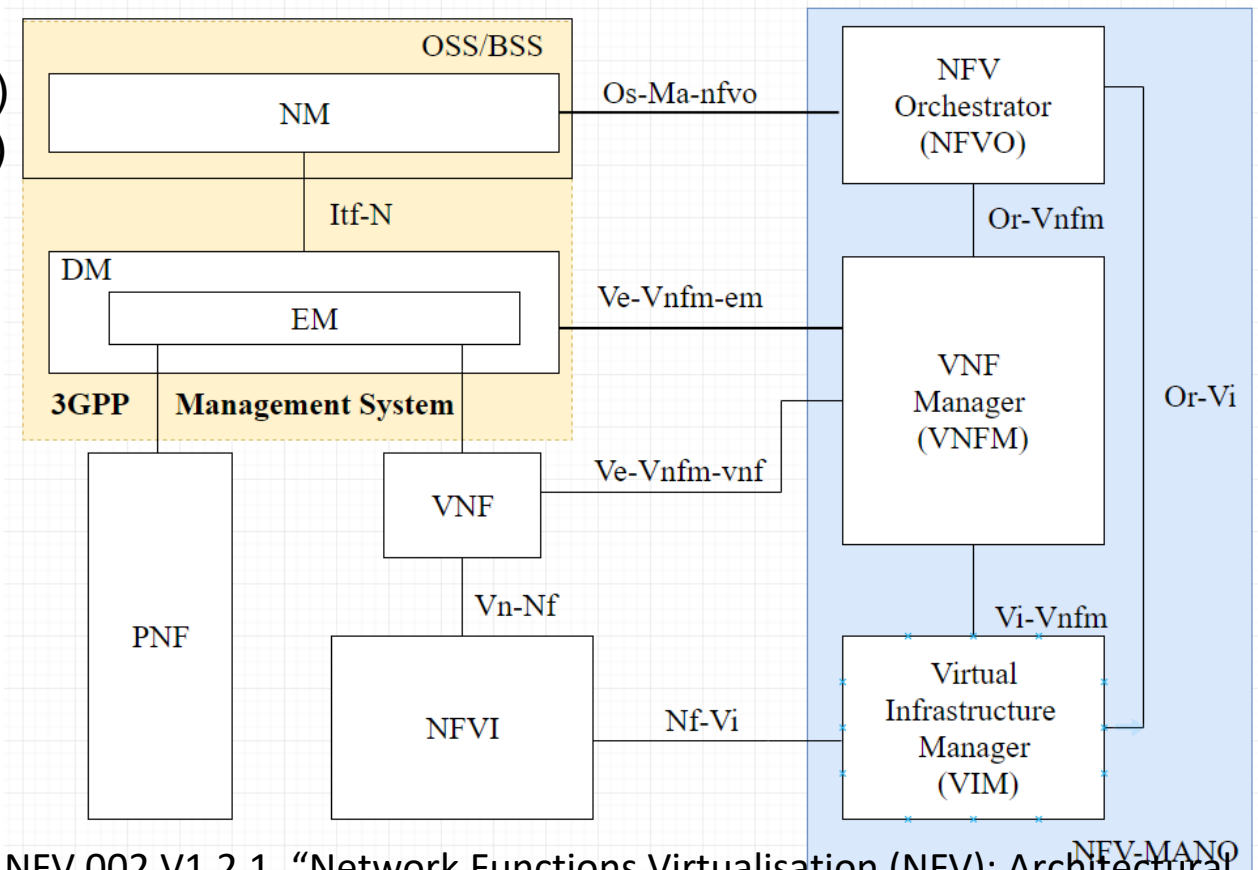 OSS/BSS
)
)
NM
Itf-N
DM
EM
3GPP Management System
Os-Ma-nfvo
Ve-Vnfm-em
Ve-Vnfm-vnf
PNF
VNF
Vn-Nf
NFVI
Nf-Vi
NFV
Orchestrator
(NFVO)
Or-Vnfm
VNF
Manager
(VNFM)
Or-Vi
Vi-Vnfm
Virtual
Infrastructure
Manager
(VIM)
NFV-MANO
NFV 002 V1.2.1, “Network Functions Virtualisation (NFV); Architectural